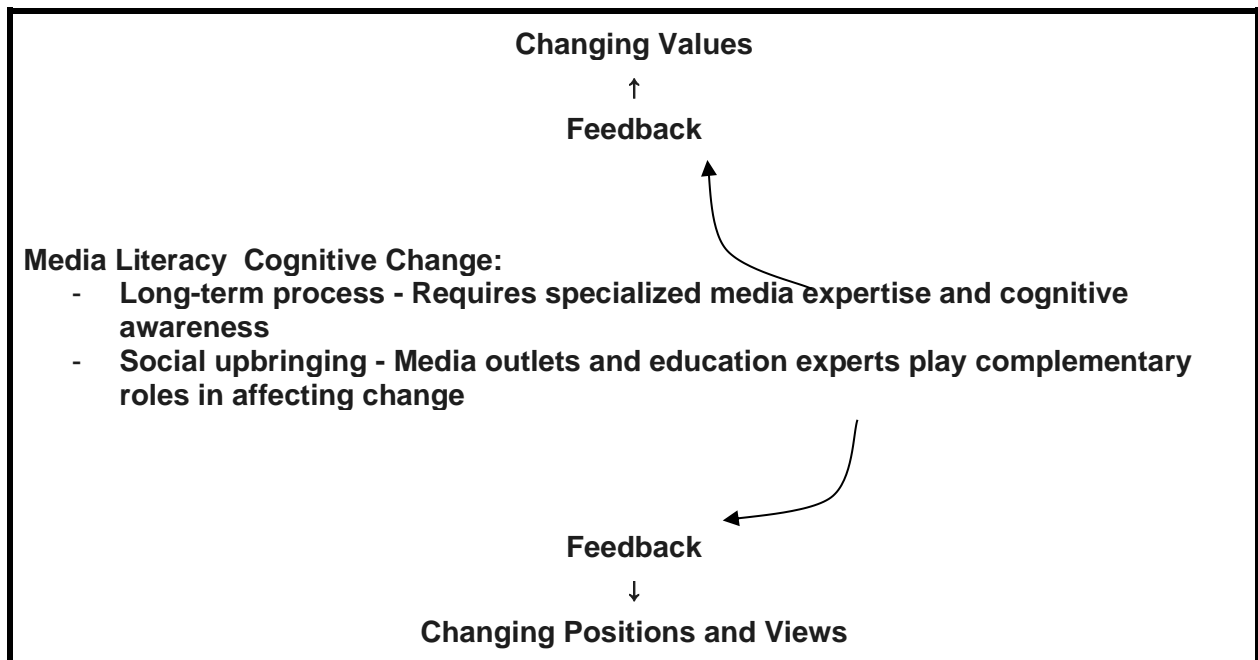 Changing Values
↑
Feedback
Media Literacy  Cognitive Change:
- Long-term process - Requires specialized media expertise and cognitive
awareness
- Social upbringing - Media outlets and education experts play complementary
roles in affecting change
Feedback
↓
Changing Positions and Views